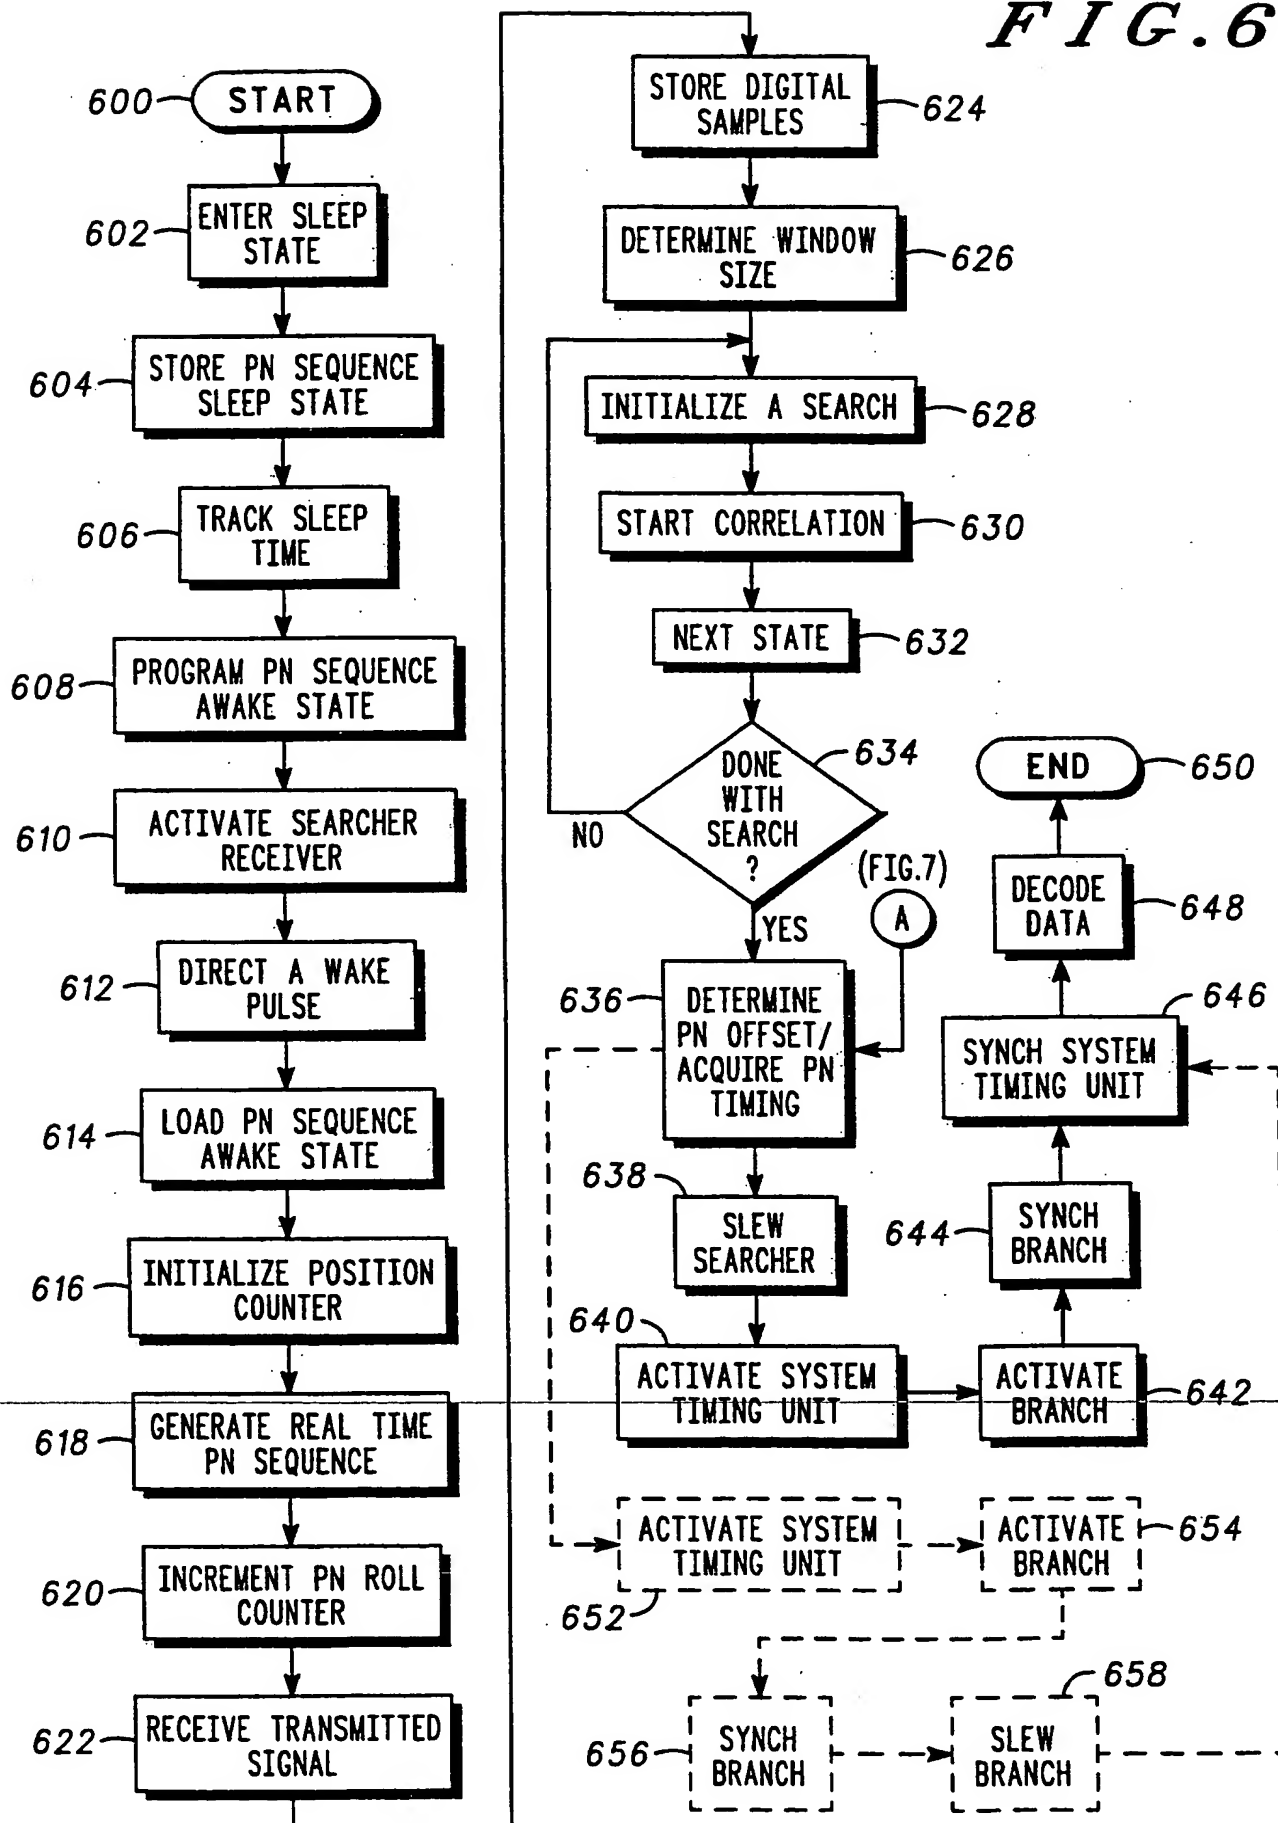 FIG.6
600
START
602
ENTER SLEEP
STATE
604
STORE PN SEQUENCE
SLEEP STATE
606
TRACK SLEEP
TIME
608
PROGRAM PN SEQUENCE
AWAKE STATE
610
ACTIVATE SEARCHER
RECEIVER
612
DIRECT A WAKE
PULSE
614
LOAD PN SEQUENCE
AWAKE STATE
616
INITIALIZE POSITION
COUNTER
618
GENERATE REAL TIME
PN SEQUENCE
620
INCREMENT PN ROLL
COUNTER
622
RECEIVE TRANSMITTED
SIGNAL
STORE DIGITAL
SAMPLES
624
DETERMINE WINDOW
SIZE
626
INITIALIZE A SEARCH
628
START CORRELATION
630
NEXT STATE
632
DONE
WITH
SEARCH
?
634
NO
YES
(FIG.7)
A
636
DETERMINE
PN OFFSET/
ACQUIRE PN
TIMING
638
SLEW
SEARCHER
640
ACTIVATE SYSTEM
TIMING UNIT
ACTIVATE
BRANCH
642
644
SYNCH
BRANCH
646
SYNCH SYSTEM
TIMING UNIT
DECODE
DATA
648
END
650
ACTIVATE SYSTEM
TIMING UNIT
652
ACTIVATE
BRANCH
654
656
SYNCH
BRANCH
658
SLEW
BRANCH